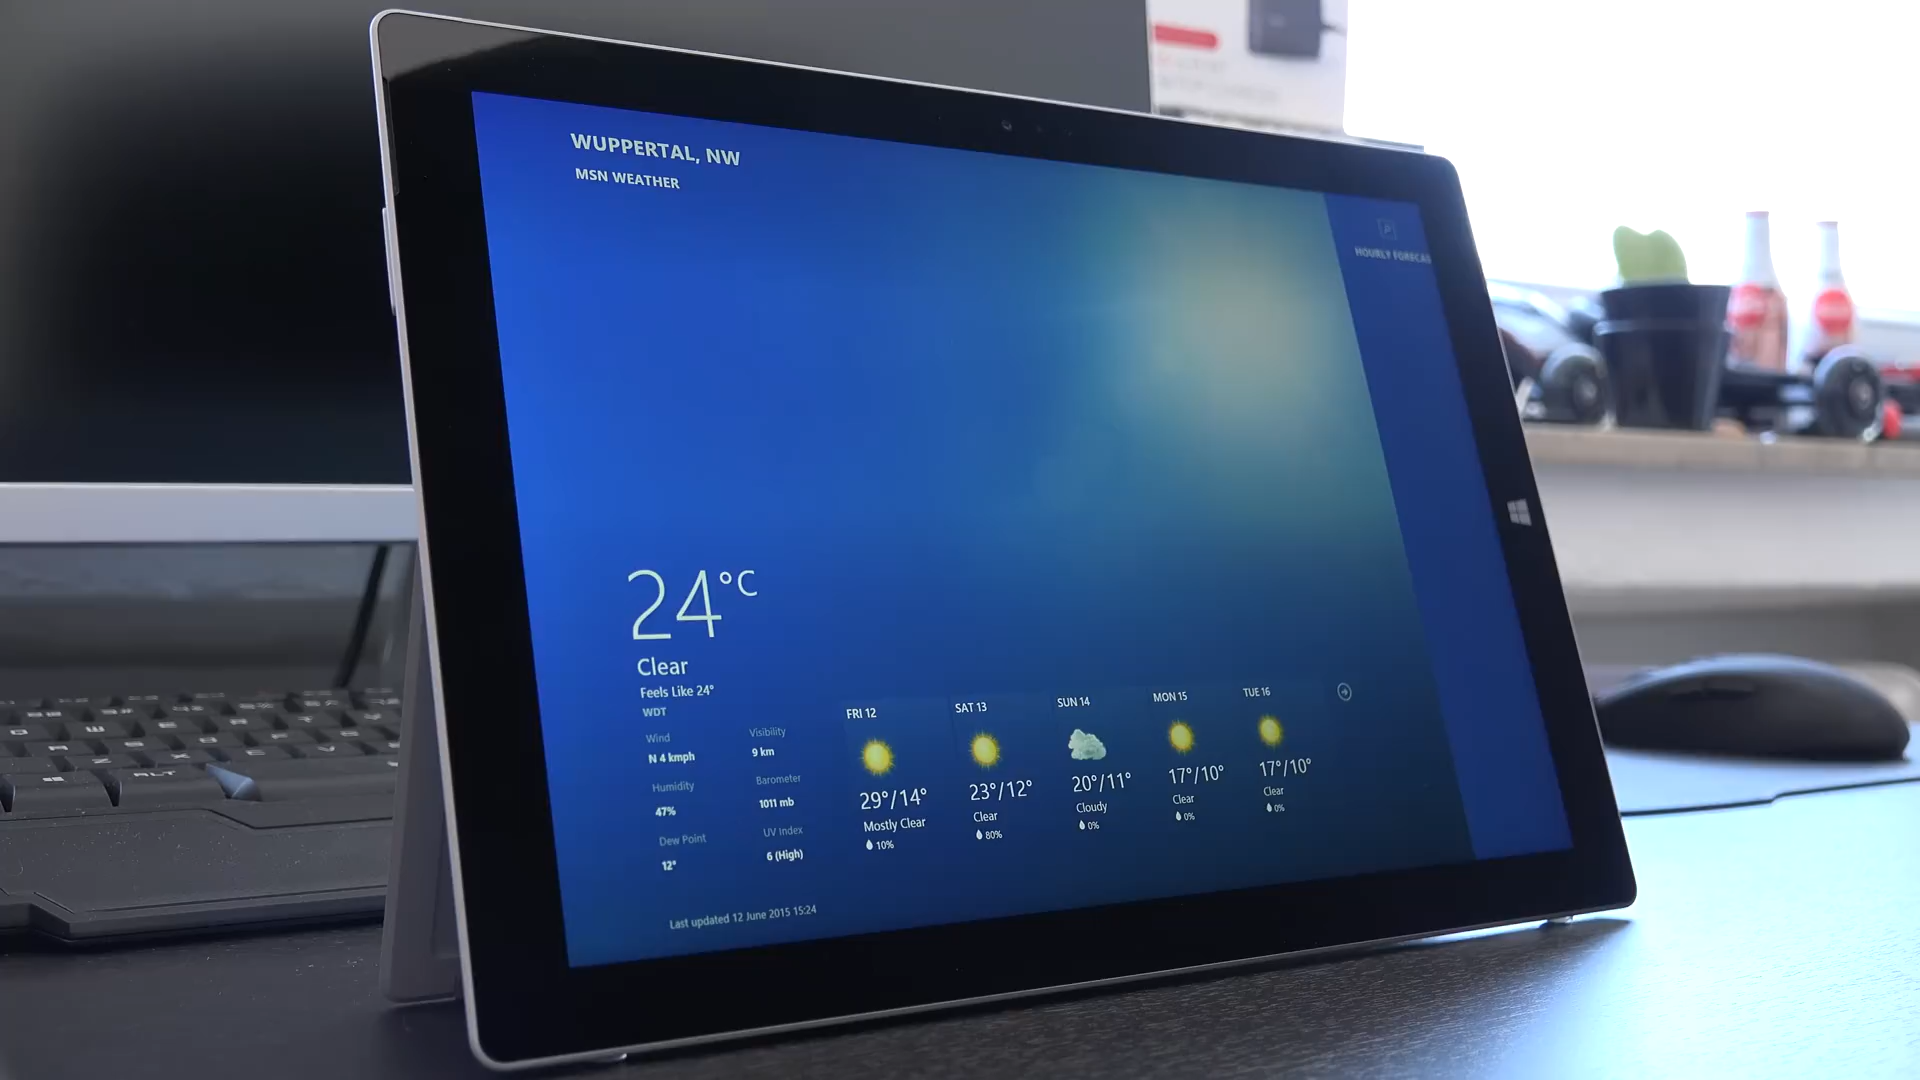 WUPPERTAL, NW
MSN WEATHER
HOURLY FORECAS
24°C
Clear
Feels Like 24°
WDT
Wind
N 4 kmph
Visibility
9 km
Humidity
47%
Barometer
1011 mb
Dew Point
12°
UV Index
6 (High)
FRI 12
29°/14°
Mostly Clear
10%
SAT 13
23°/12°
Clear
80%
SUN 14
20°/11°
Cloudy
0%
MON 15
17°/10°
Clear
0%
TUE 16
17°/10°
Clear
0%
Last updated 12 June 2015 15:24
ALT